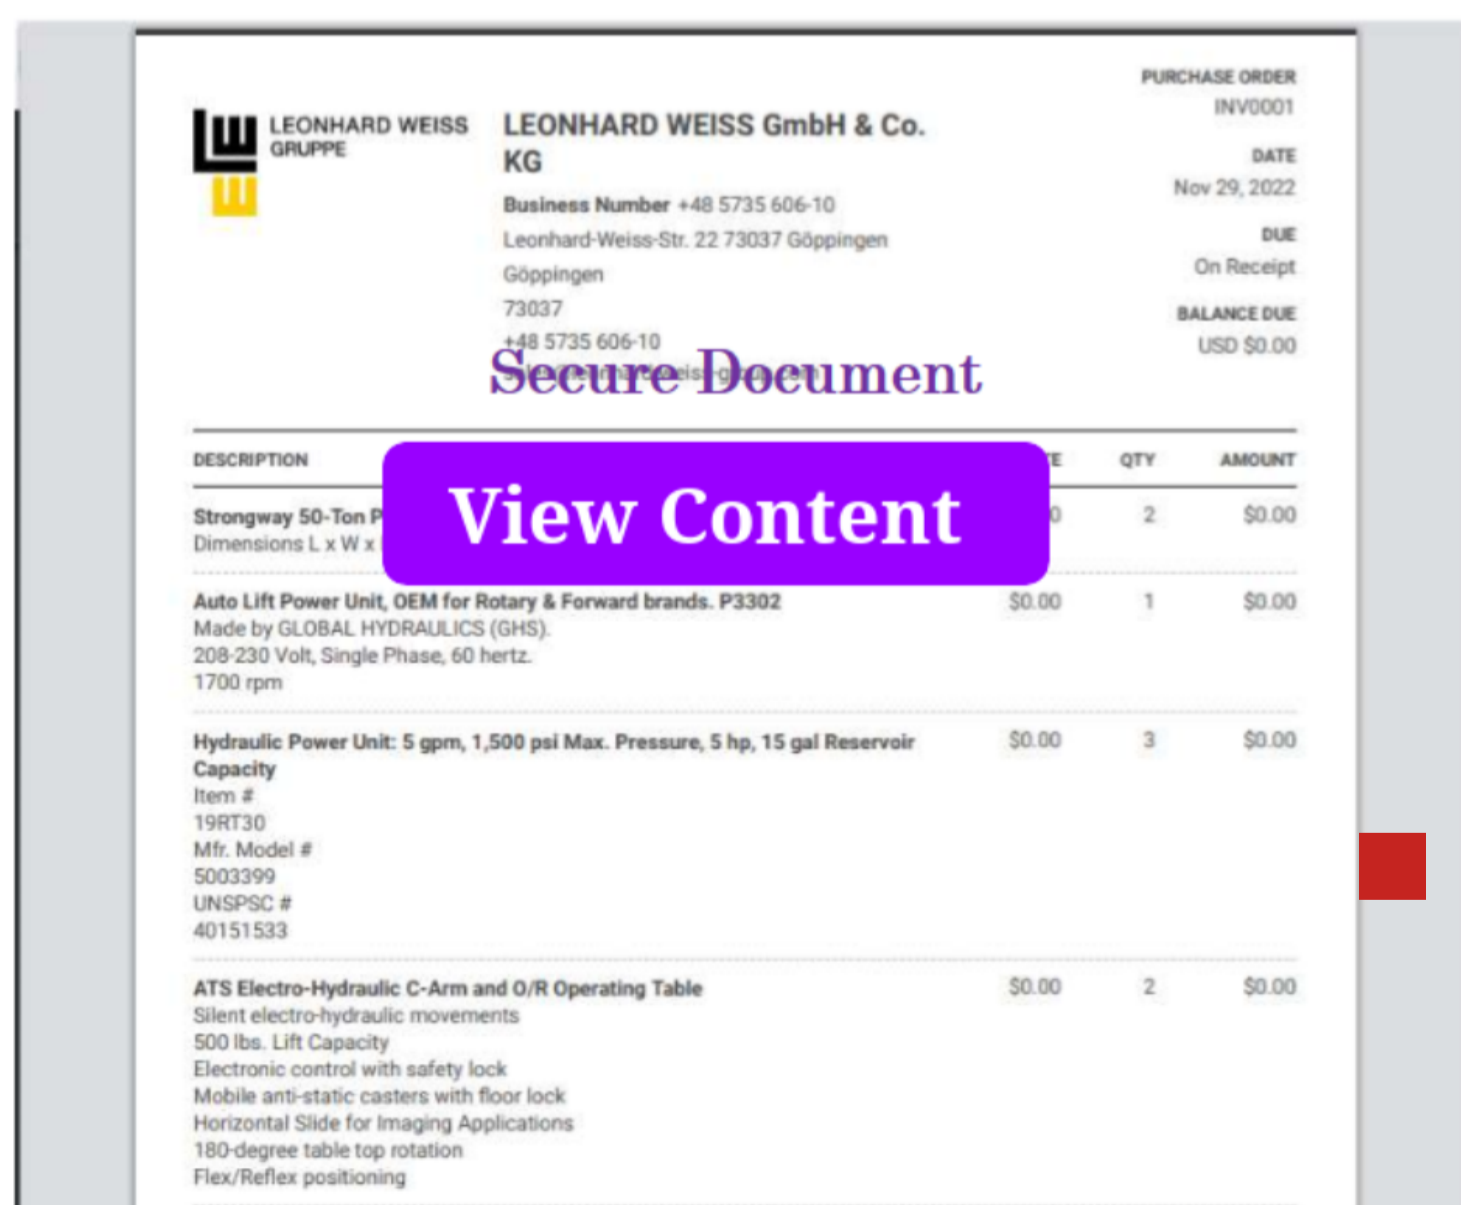 PURCHASE ORDER
INV0001
DATE
Nov 29, 2022
DUE
On Receipt
BALANCE DUE
USD $0.00
LEONHARD WEISS
GRUPPE
LEONHARD WEISS GmbH & Co.
KG
Business Number +48 5735 606-10
Leonhard-Weiss-Str. 22 73037 Göppingen
Göppingen
73037
+48 5735 606-10
Secure Document
DESCRIPTION QTY AMOUNT
View Content
Strongway 50-Ton 2 $0.00
Dimensions L x W x
Auto Lift Power Unit, OEM for Rotary & Forward brands. P3302 $0.00 1 $0.00
Made by GLOBAL HYDRAULICS (GHS).
208-230 Volt, Single Phase, 60 hertz.
1700 rpm
Hydraulic Power Unit: 5 gpm, 1,500 psi Max. Pressure, 5 hp, 15 gal Reservoir $0.00 3 $0.00
Capacity
Item #
19RT30
Mfr. Model #
5003399
UNSPSC #
40151533
ATS Electro-Hydraulic C-Arm and O/R Operating Table $0.00 2 $0.00
Silent electro-hydraulic movements
500 lbs. Lift Capacity
Electronic control with safety lock
Mobile anti-static casters with floor lock
Horizontal Slide for Imaging Applications
180-degree table top rotation
Flex/Reflex positioning